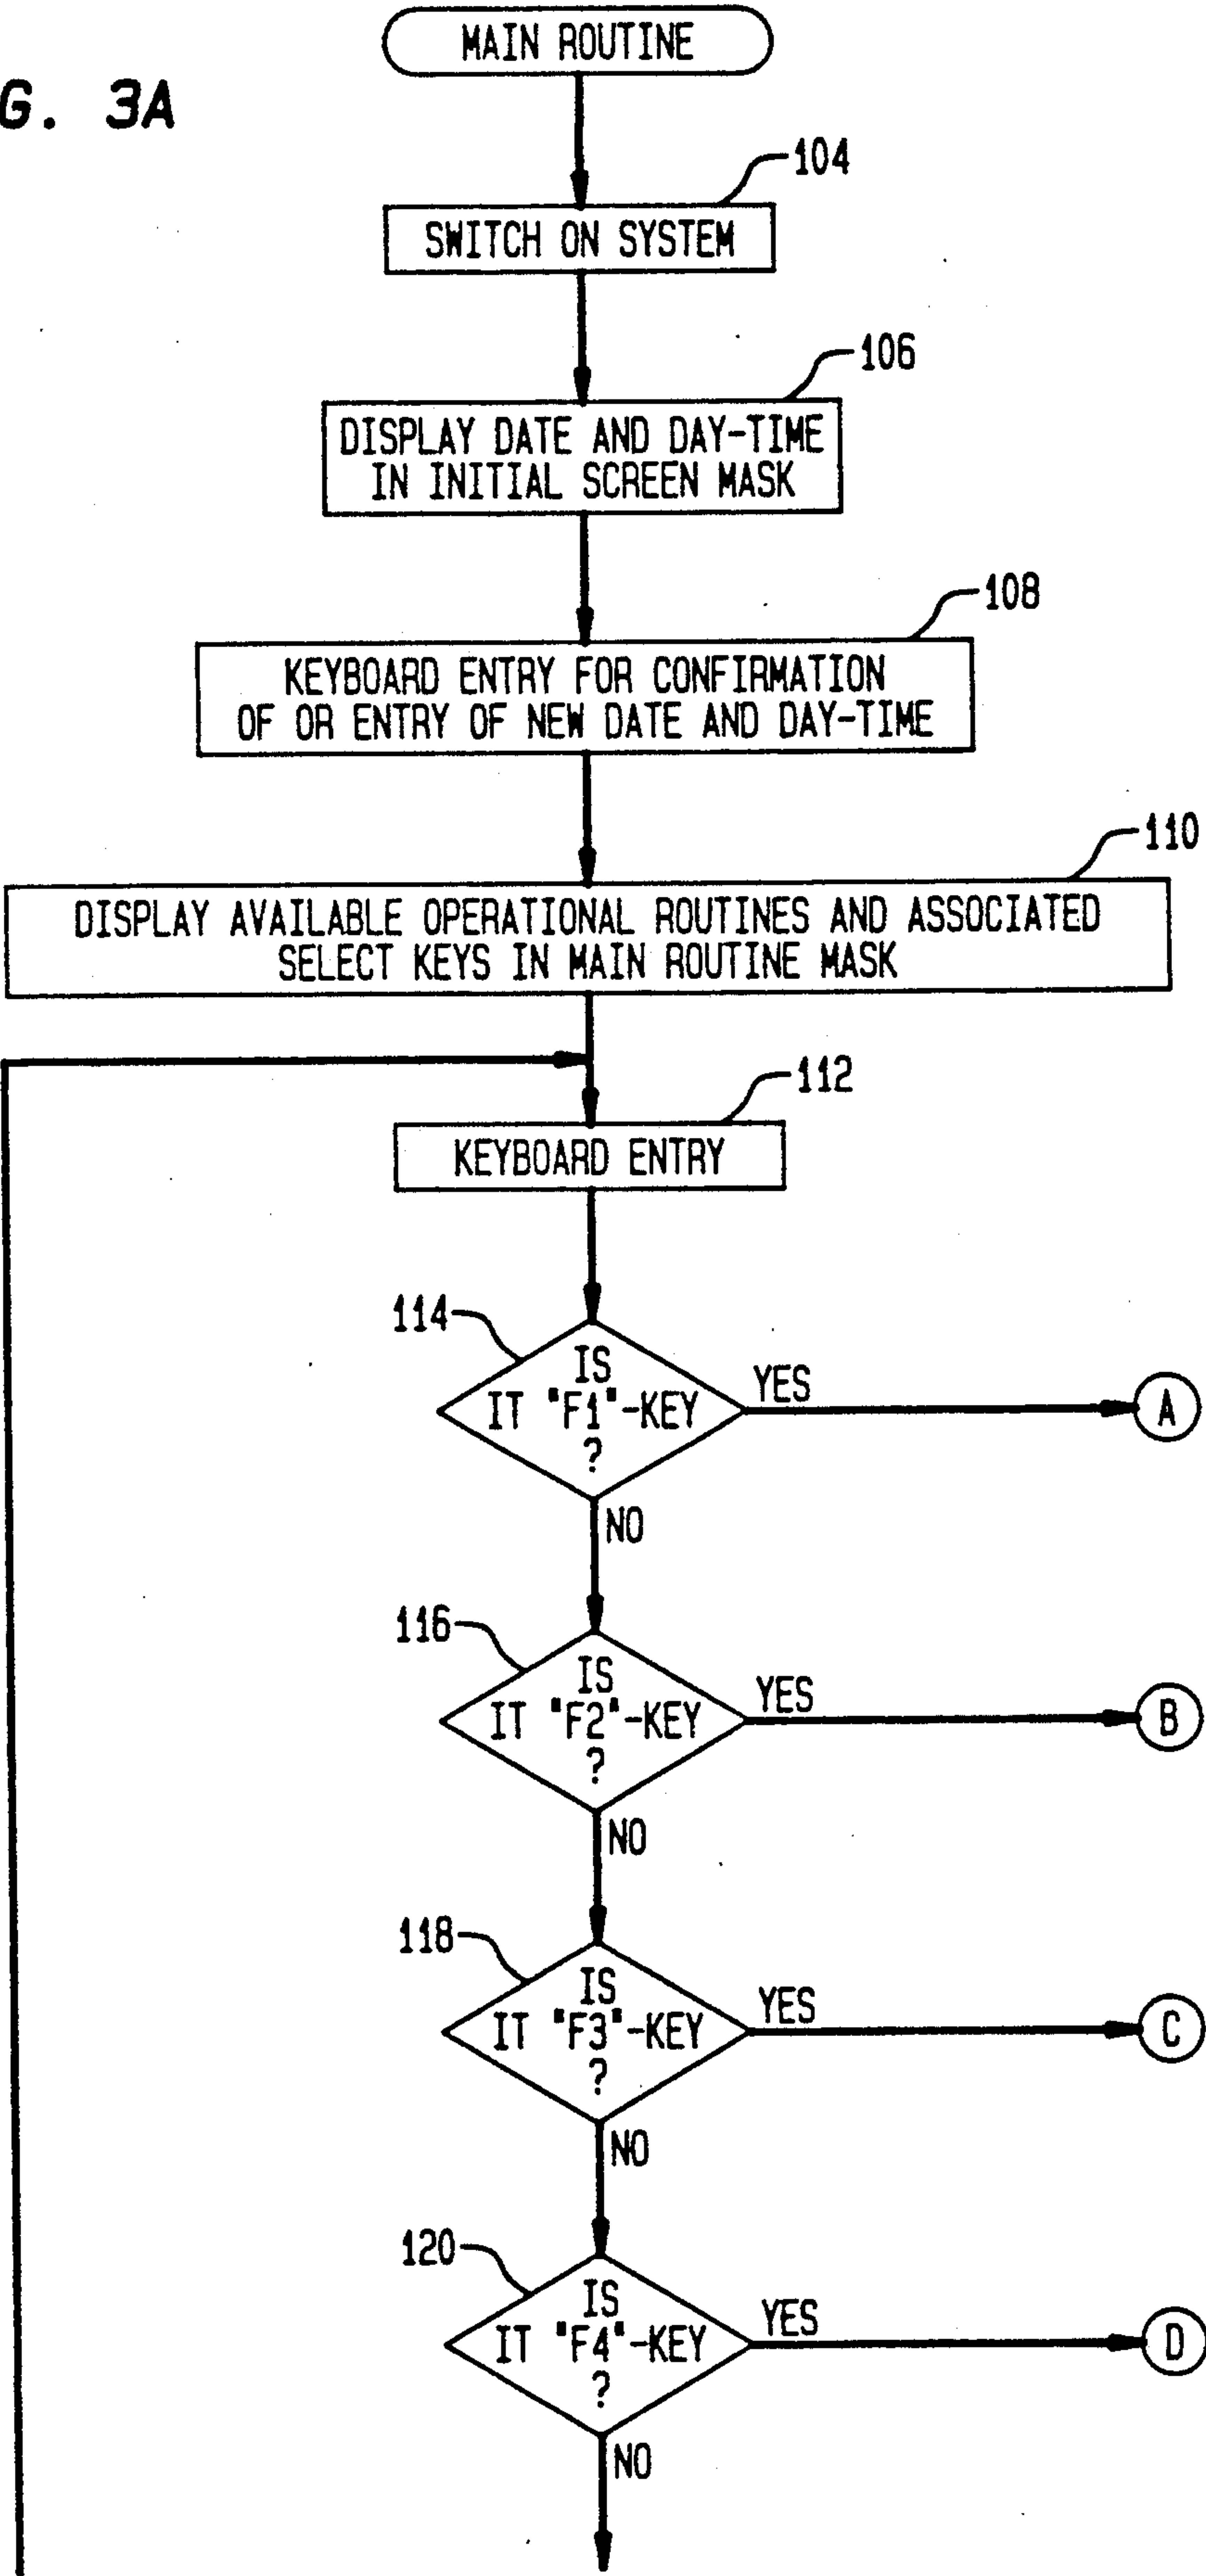 G. 3A
MAIN ROUTINE
104
SWITCH ON SYSTEM
106
DISPLAY DATE AND DAY-TIME
IN INITIAL SCREEN MASK
108
KEYBOARD ENTRY FOR CONFIRMATION
OF OR ENTRY OF NEW DATE AND DAY-TIME
110
DISPLAY AVAILABLE OPERATIONAL ROUTINES AND ASSOCIATED
SELECT KEYS IN MAIN ROUTINE MASK
112
KEYBOARD ENTRY
114
IS
IT "F1"-KEY
?
YES
A
NO
116
IS
IT "F2"-KEY
?
YES
B
NO
118
IS
IT "F3"-KEY
?
YES
C
NO
120
IS
IT "F4"-KEY
?
YES
D
NO